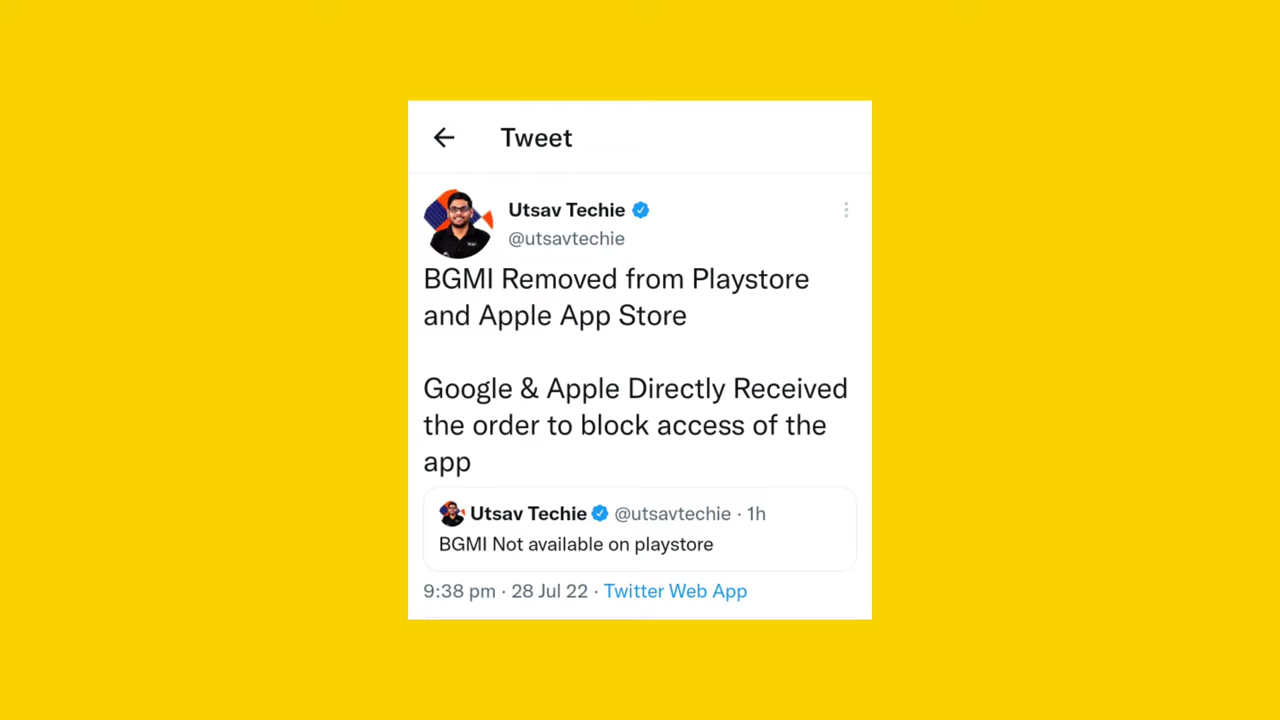 Tweet
Utsav Techie
@utsavtechie
BGMI Removed from Playstore
and Apple App Store
Google & Apple Directly Received
the order to block access of the
app
Utsav Techie @utsavtechie · 1h
BGMI Not available on playstore
9:38 pm · 28 Jul 22 · Twitter Web App